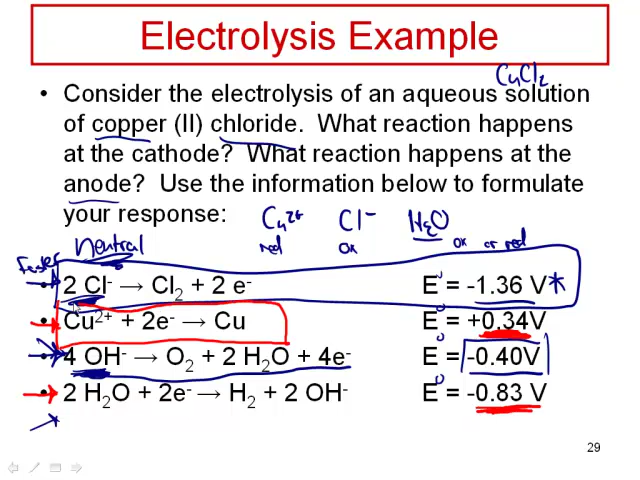 Electrolysis Example
CuCl2
• Consider the electrolysis of an aqueous solution
of copper (II) chloride. What reaction happens
at the cathode? What reaction happens at the
anode? Use the information below to formulate
your response:
Cu2+ Cl- H2O
red ox ox or red
neutral
Faster
• 2 Cl- → Cl2 + 2 e- E° = -1.36 V*
• Cu2+ + 2e- → Cu E° = +0.34V
• 4 OH- → O2 + 2 H2O + 4e- E° = -0.40V
• 2 H2O + 2e- → H2 + 2 OH- E° = -0.83 V
29